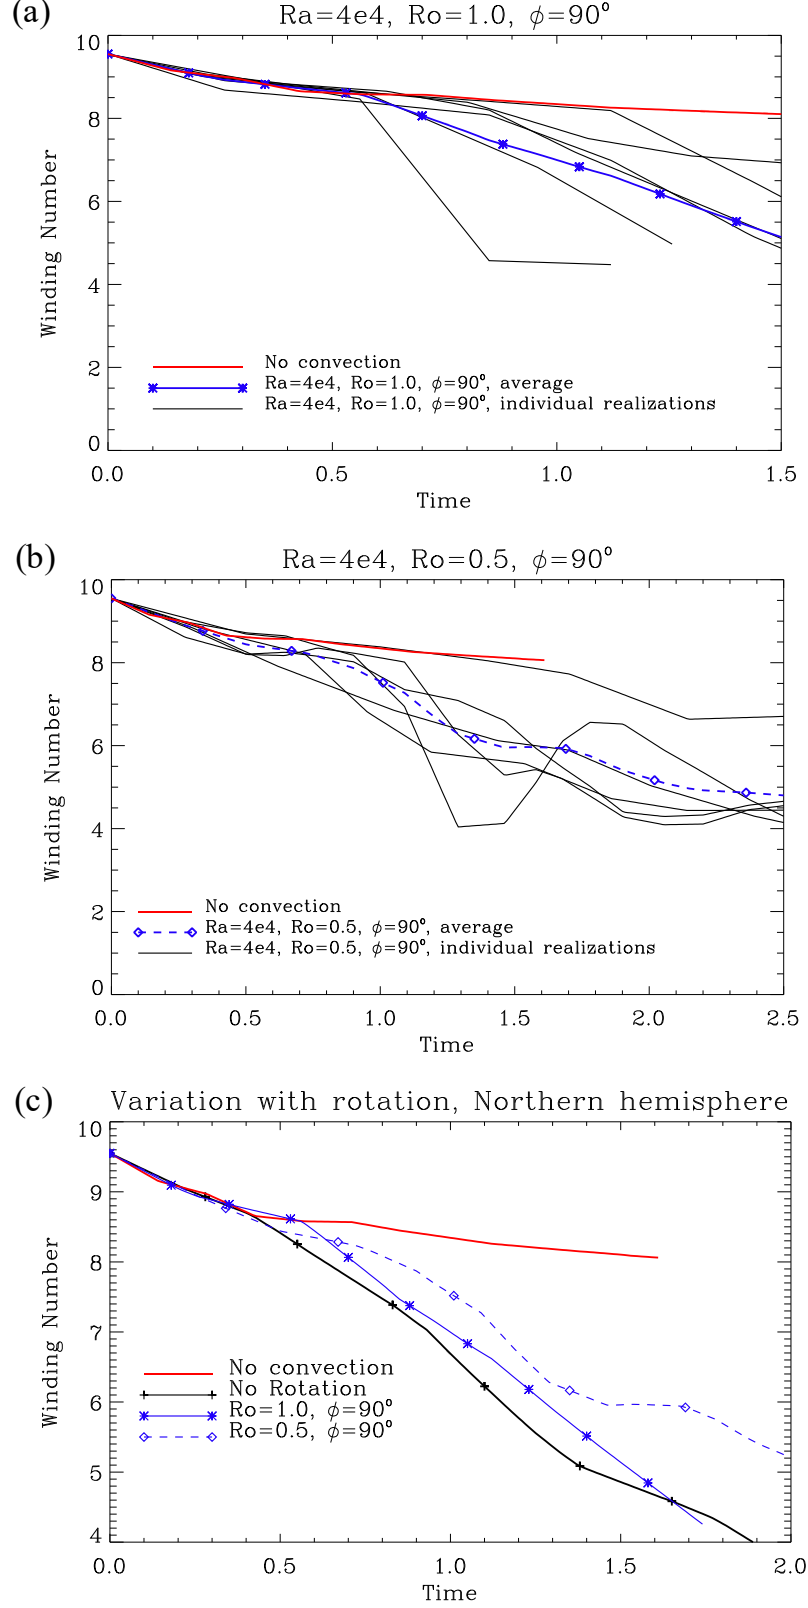 (a)
Ra=4e4, Ro=1.0, ϕ=90°
10
8
6
4
2
0
Winding Number
No convection
Ra=4e4, Ro=1.0, ϕ=90°, average
Ra=4e4, Ro=1.0, ϕ=90°, individual realizations
0.0 0.5 1.0 1.5
Time
(b)
Ra=4e4, Ro=0.5, ϕ=90°
10
8
6
4
2
0
Winding Number
No convection
Ra=4e4, Ro=0.5, ϕ=90°, average
Ra=4e4, Ro=0.5, ϕ=90°, individual realizations
0.0 0.5 1.0 1.5 2.0 2.5
Time
(c)
Variation with rotation, Northern hemisphere
10
9
8
7
6
5
4
Winding Number
No convection
No Rotation
Ro=1.0, ϕ=90°
Ro=0.5, ϕ=90°
0.0 0.5 1.0 1.5 2.0
Time